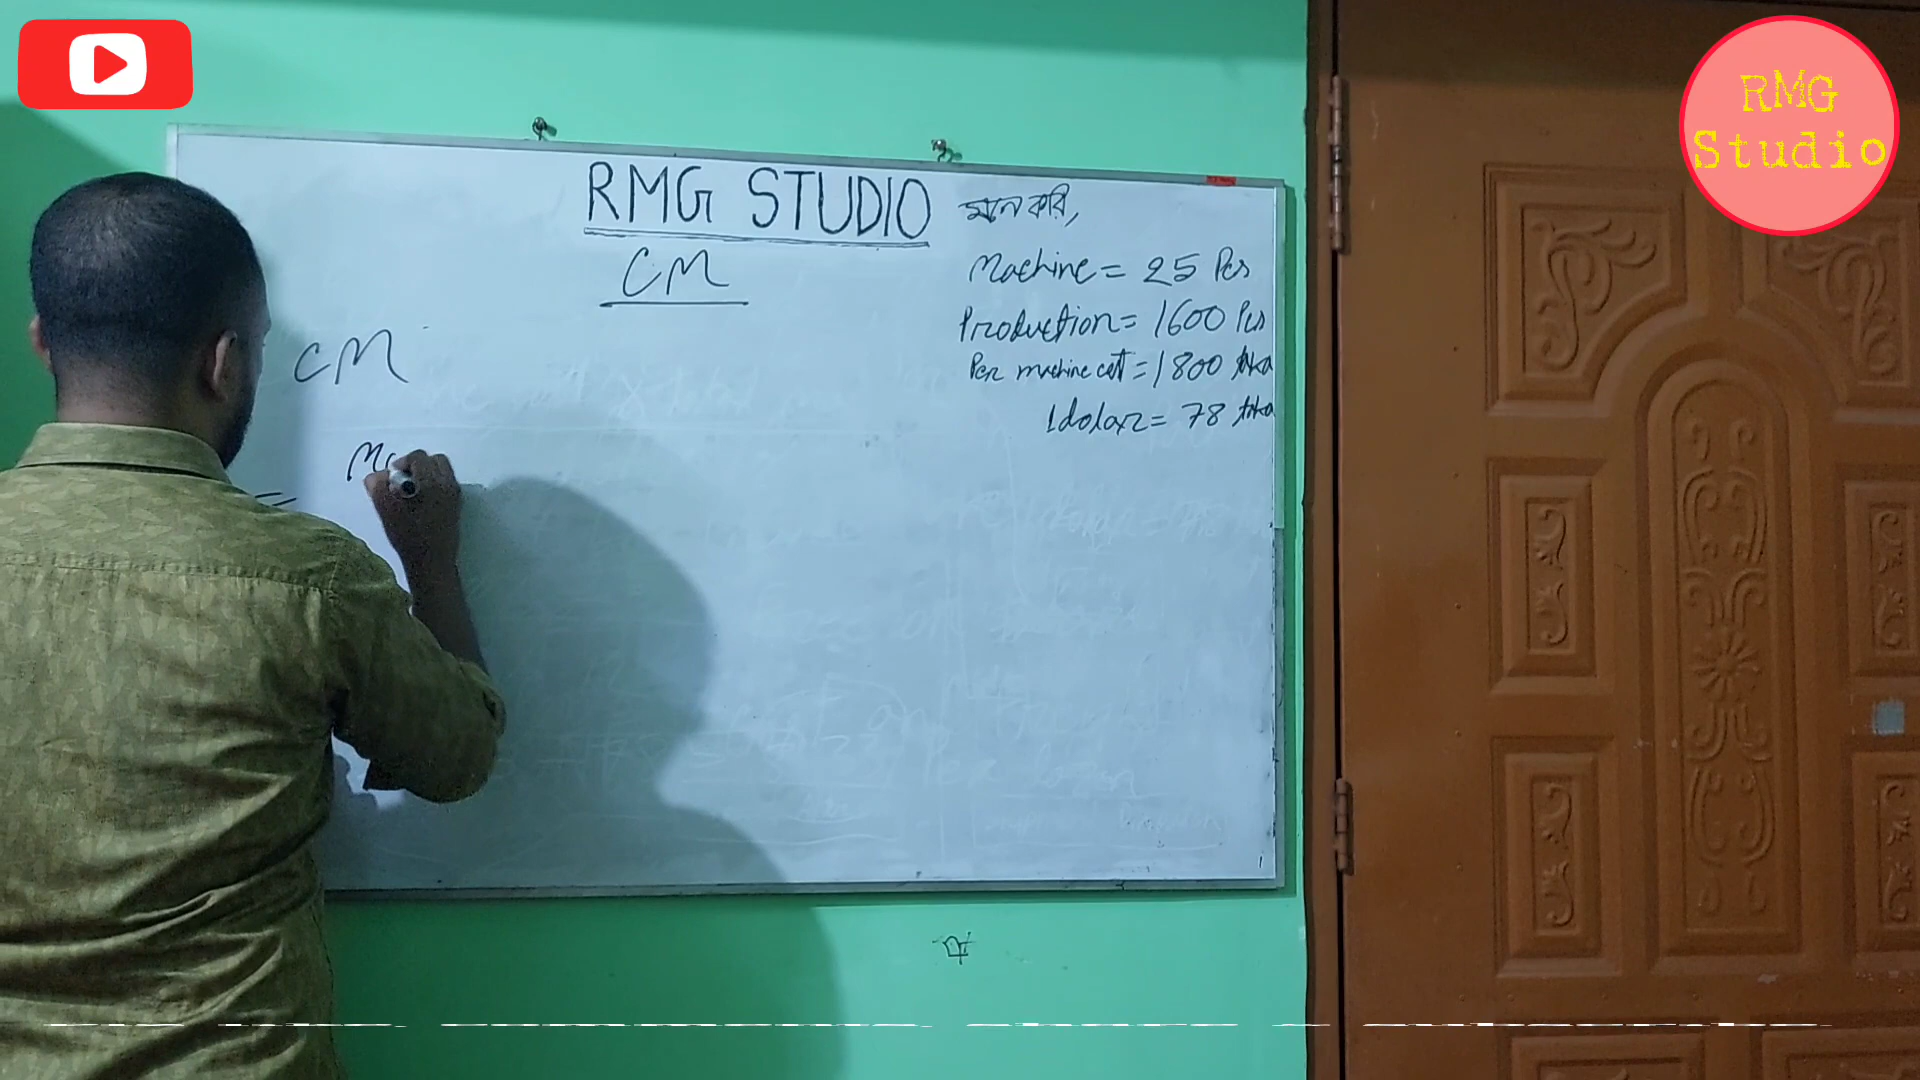 RMG
Studio
RMG STUDIO
CM
মনে করি,
Machine = 25 Pcs
Production = 1600 Pcs
Per machine cost = 1800 taka
1 dolar = 78 taka
CM
=